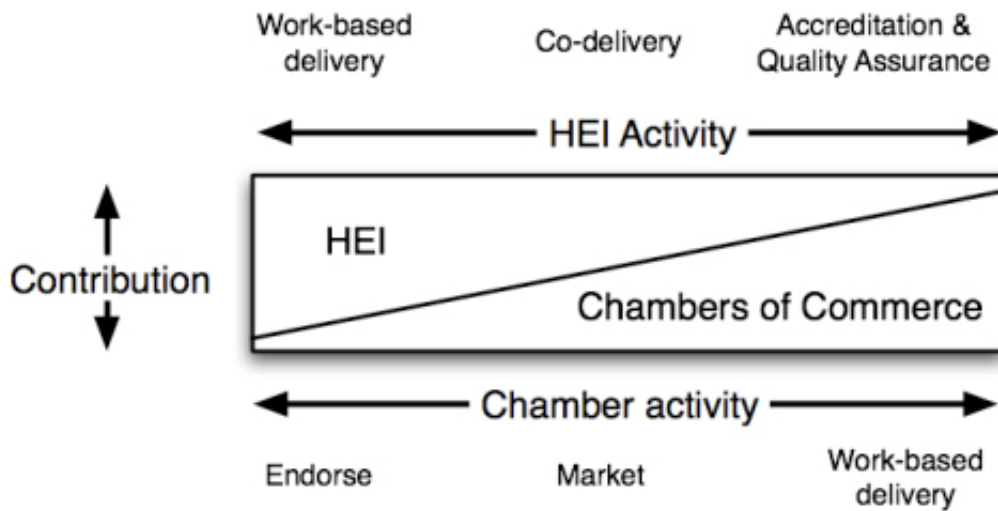 Work-based
delivery
Co-delivery
Accreditation &
Quality Assurance
HEI Activity
HEI
Contribution
Chambers of Commerce
Chamber activity
Endorse
Market
Work-based
delivery